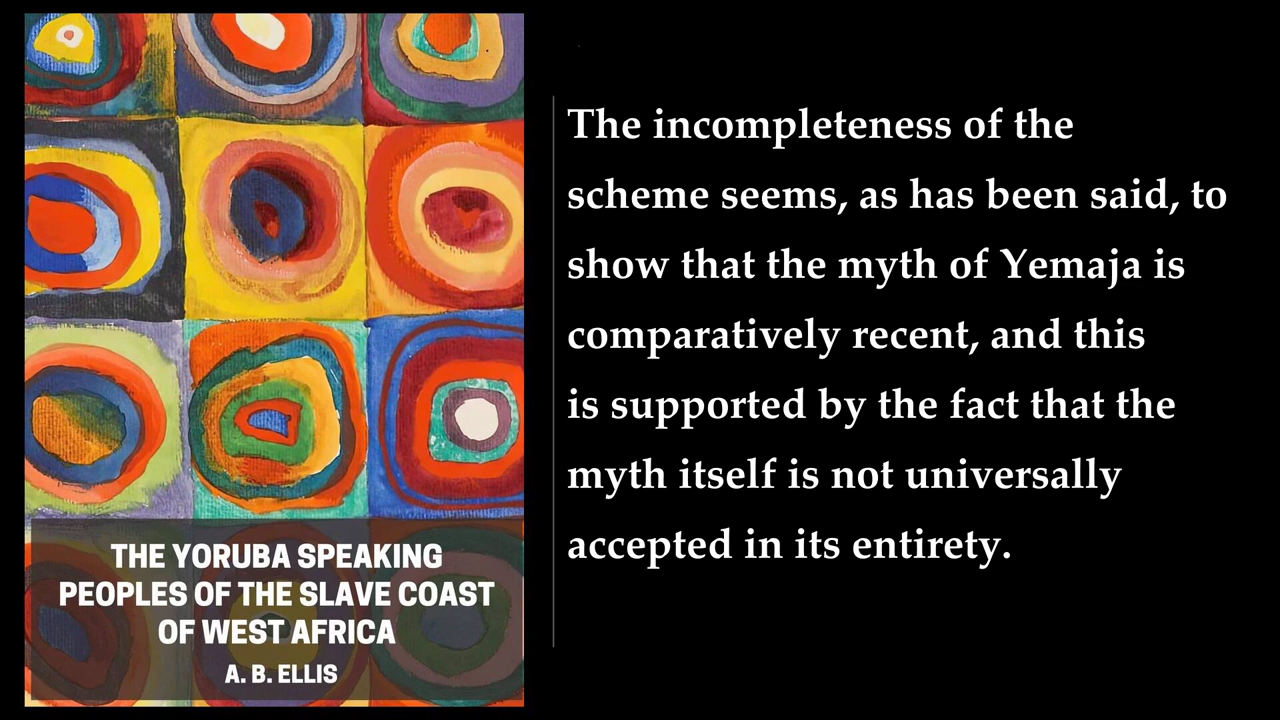 THE YORUBA SPEAKING
PEOPLES OF THE SLAVE COAST
OF WEST AFRICA
A. B. ELLIS
The incompleteness of the
scheme seems, as has been said, to
show that the myth of Yemaja is
comparatively recent, and this
is supported by the fact that the
myth itself is not universally
accepted in its entirety.